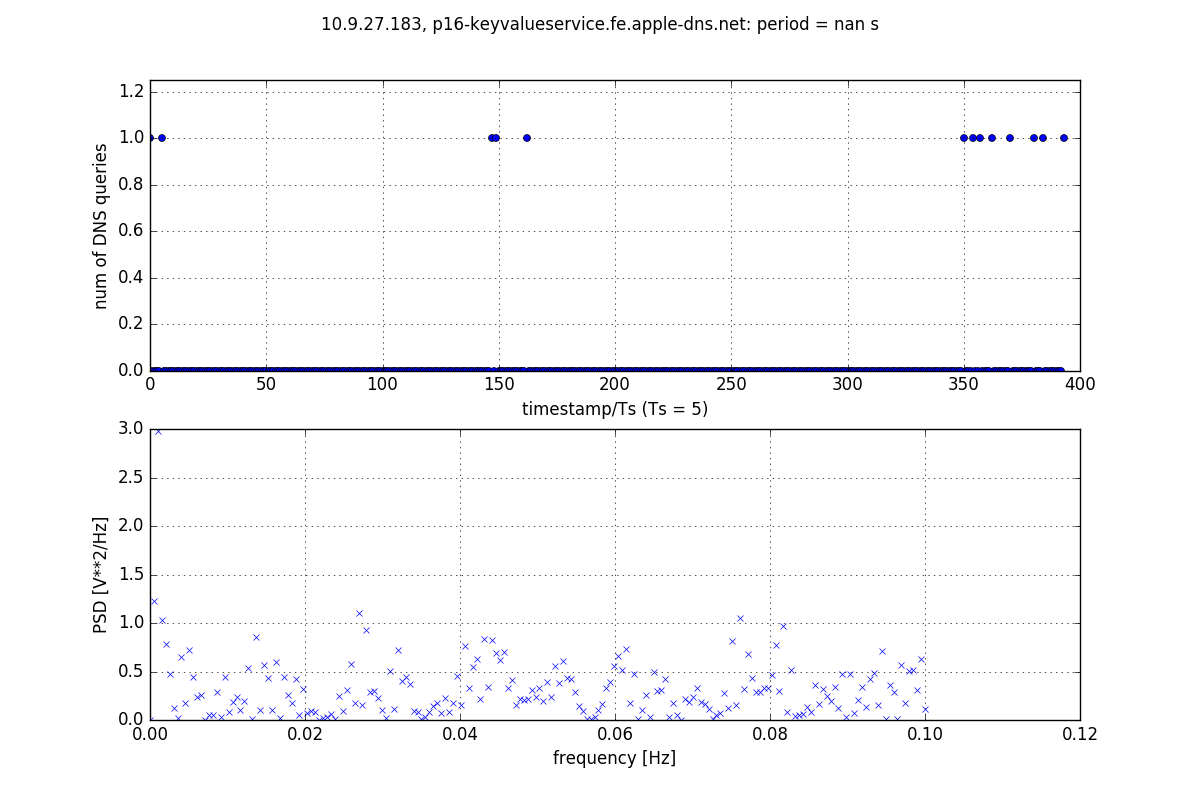 10.9.27.183, p16-keyvalueservice.fe.apple-dns.net: period = nan s
1.2
1.0
0.8
0.6
0.4
0.2
0.0
num of DNS queries
0 50 100 150 200 250 300 350 400
timestamp/Ts (Ts = 5)
3.0
2.5
2.0
1.5
1.0
0.5
0.0
PSD [V**2/Hz]
0.00 0.02 0.04 0.06 0.08 0.10 0.12
frequency [Hz]